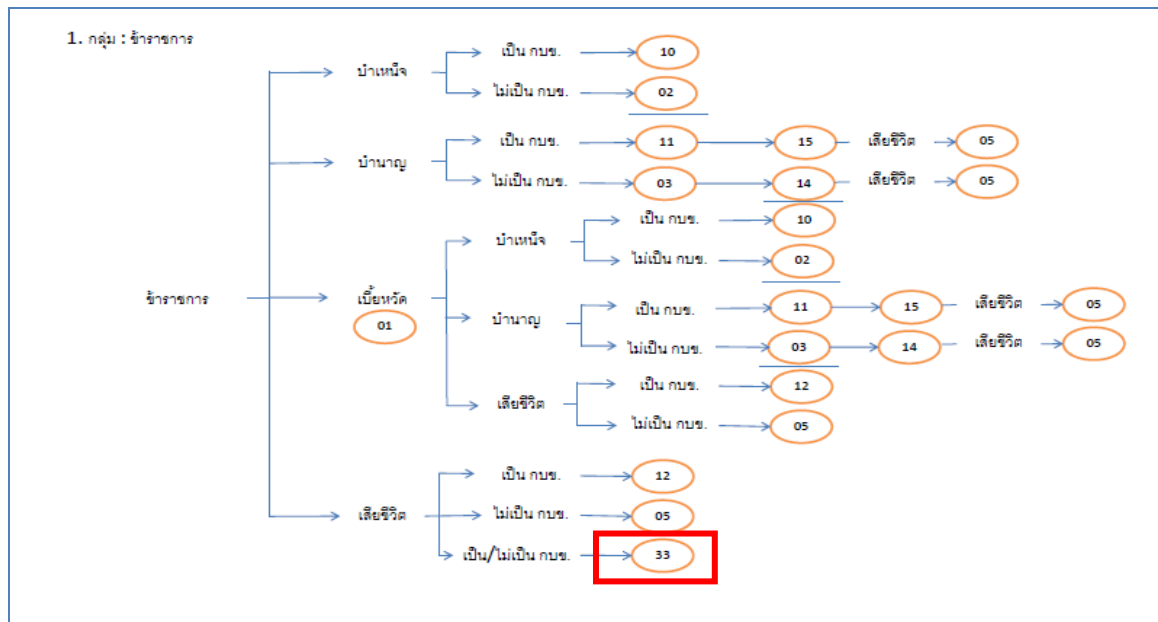 1. กลุ่ม : ข้าราชการ
เป็น กบข. 10
บำเหน็จ
ไม่เป็น กบข. 02
เป็น กบข. 11 15 เสียชีวิต 05
บำนาญ
ไม่เป็น กบข. 03 14 เสียชีวิต 05
เป็น กบข. 10
บำเหน็จ
ไม่เป็น กบข. 02
ข้าราชการ เบี้ยหวัด
01
เป็น กบข. 11 15 เสียชีวิต 05
บำนาญ
ไม่เป็น กบข. 03 14 เสียชีวิต 05
เป็น กบข. 12
เสียชีวิต
ไม่เป็น กบข. 05
เป็น กบข. 12
เสียชีวิต ไม่เป็น กบข. 05
เป็น/ไม่เป็น กบข. 33